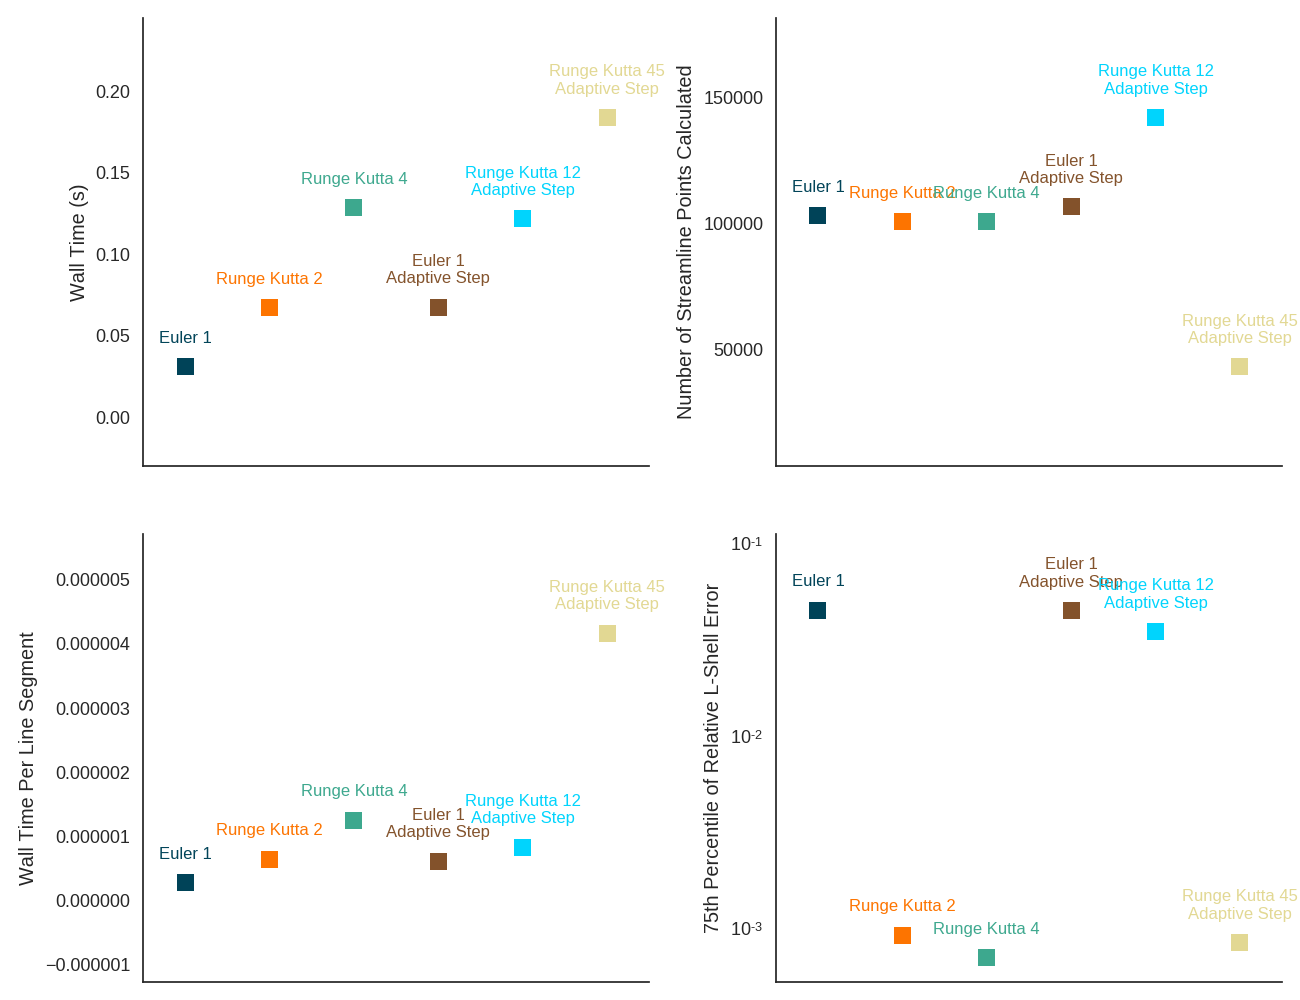 Wall Time (s)
0.20
0.15
0.10
0.05
0.00
Euler 1
Runge Kutta 2
Runge Kutta 4
Euler 1
Adaptive Step
Runge Kutta 12
Adaptive Step
Runge Kutta 45
Adaptive Step
Number of Streamline Points Calculated
150000
100000
50000
Euler 1
Runge Kutta 2
Runge Kutta 4
Euler 1
Adaptive Step
Runge Kutta 12
Adaptive Step
Runge Kutta 45
Adaptive Step
Wall Time Per Line Segment
0.000005
0.000004
0.000003
0.000002
0.000001
0.000000
−0.000001
Euler 1
Runge Kutta 2
Runge Kutta 4
Euler 1
Adaptive Step
Runge Kutta 12
Adaptive Step
Runge Kutta 45
Adaptive Step
75th Percentile of Relative L-Shell Error
10⁻¹
10⁻²
10⁻³
Euler 1
Runge Kutta 2
Runge Kutta 4
Euler 1
Adaptive Step
Runge Kutta 12
Adaptive Step
Runge Kutta 45
Adaptive Step